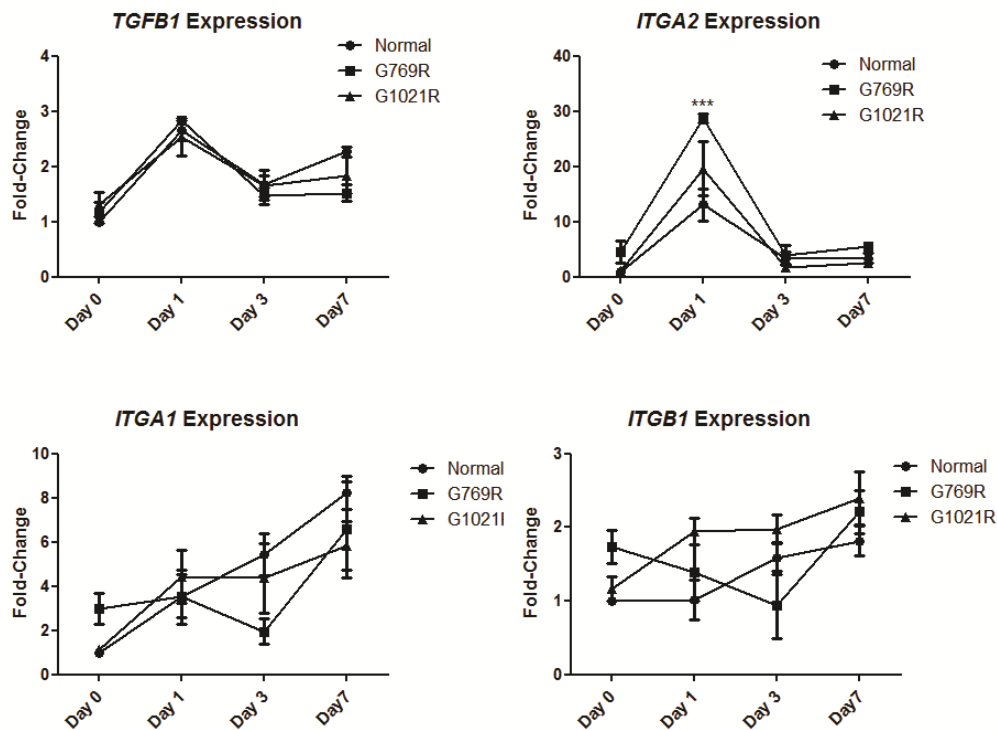 TGFB1 Expression
Fold-Change
4
3
2
1
0
Day 0
Day 1
Day 3
Day7
Normal
G769R
G1021R
ITGA2 Expression
Fold-Change
40
30
20
10
0
***
Day 0
Day 1
Day 3
Day7
Normal
G769R
G1021R
ITGA1 Expression
Fold-Change
10
8
6
4
2
0
Day 0
Day 1
Day 3
Day7
Normal
G769R
G1021I
ITGB1 Expression
Fold-Change
3
2
1
0
Day 0
Day 1
Day 3
Day7
Normal
G769R
G1021R